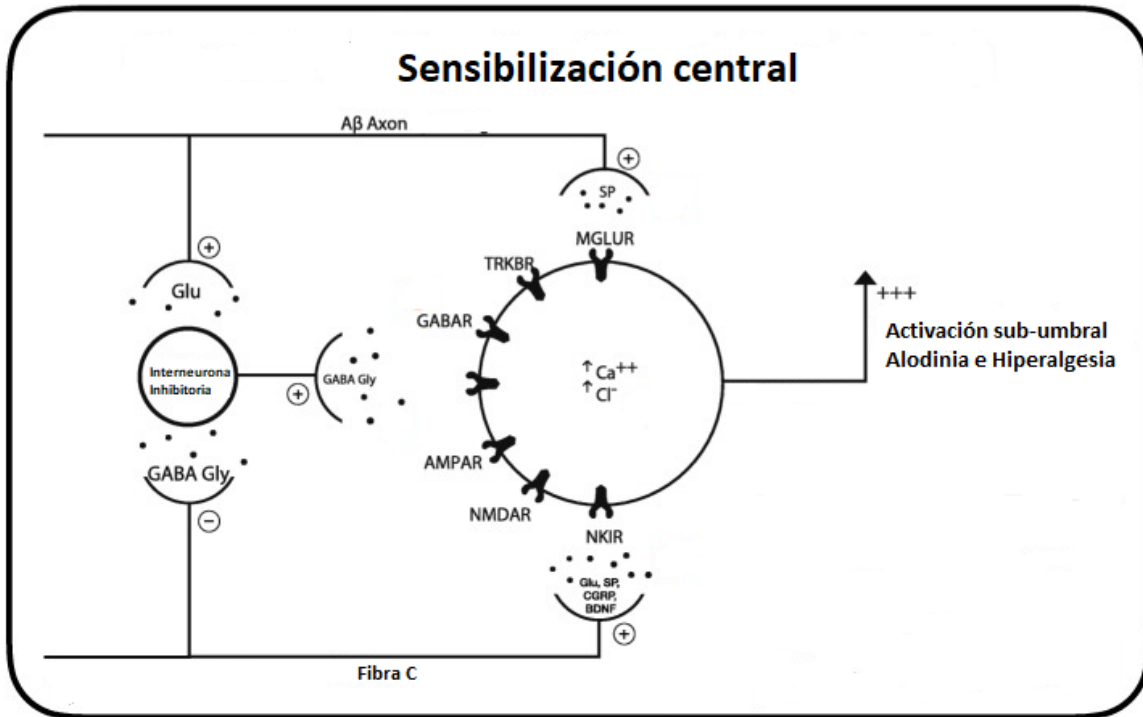 Sensibilización central
Aβ Axon
+
SP
MGLUR
TRKBR
GABAR
+
Glu
Interneurona
Inhibitoria
+
GABA Gly
↑ Ca++
↑ Cl-
+++
Activación sub-umbral
Alodinia e Hiperalgesia
GABA Gly
−
AMPAR
NMDAR
NKIR
Glu, SP,
CGRP,
BDNF
+
Fibra C